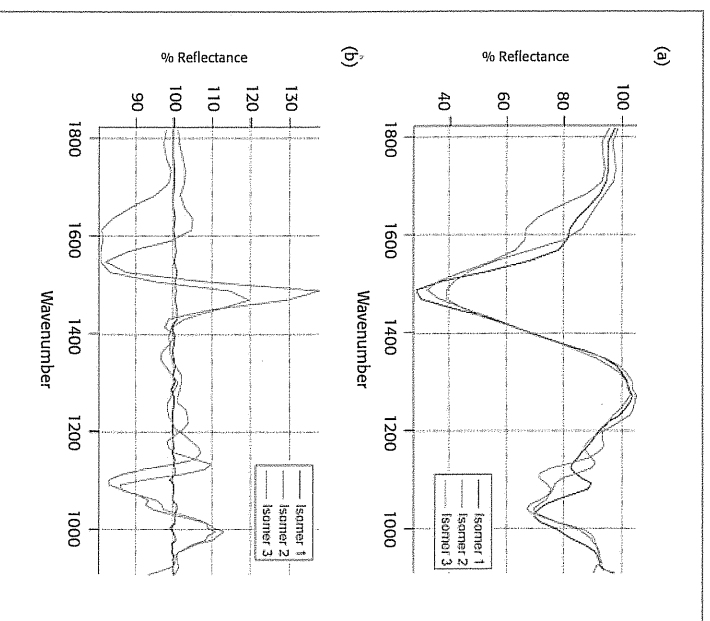 (a)
% Reflectance
100
80
60
40
1800
1600
1400
1200
1000
Wavenumber
Isomer 1
Isomer 2
Isomer 3
(b)
% Reflectance
130
120
110
100
90
1800
1600
1400
1200
1000
Wavenumber
Isomer 1
Isomer 2
Isomer 3